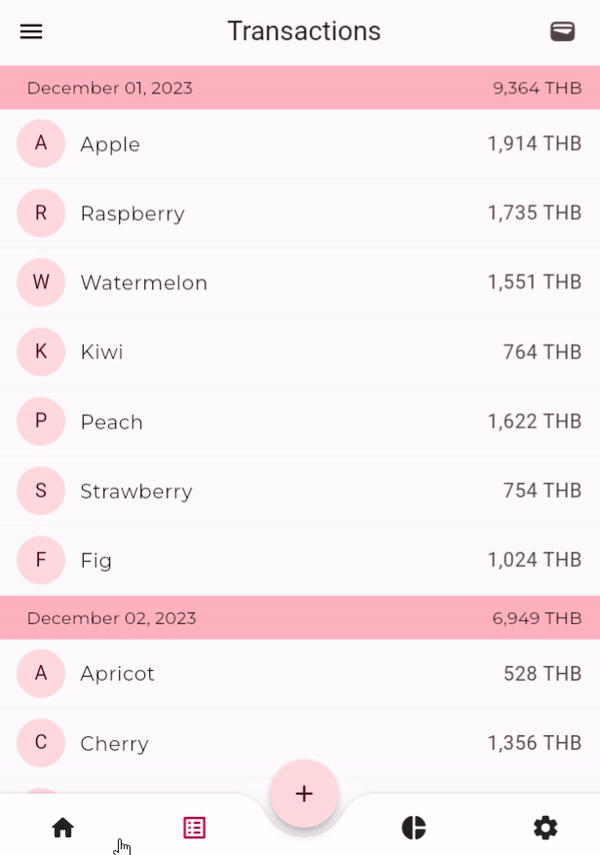 Transactions
December 01, 2023 9,364 THB
A Apple 1,914 THB
R Raspberry 1,735 THB
W Watermelon 1,551 THB
K Kiwi 764 THB
P Peach 1,622 THB
S Strawberry 754 THB
F Fig 1,024 THB
December 02, 2023 6,949 THB
A Apricot 528 THB
C Cherry 1,356 THB
+